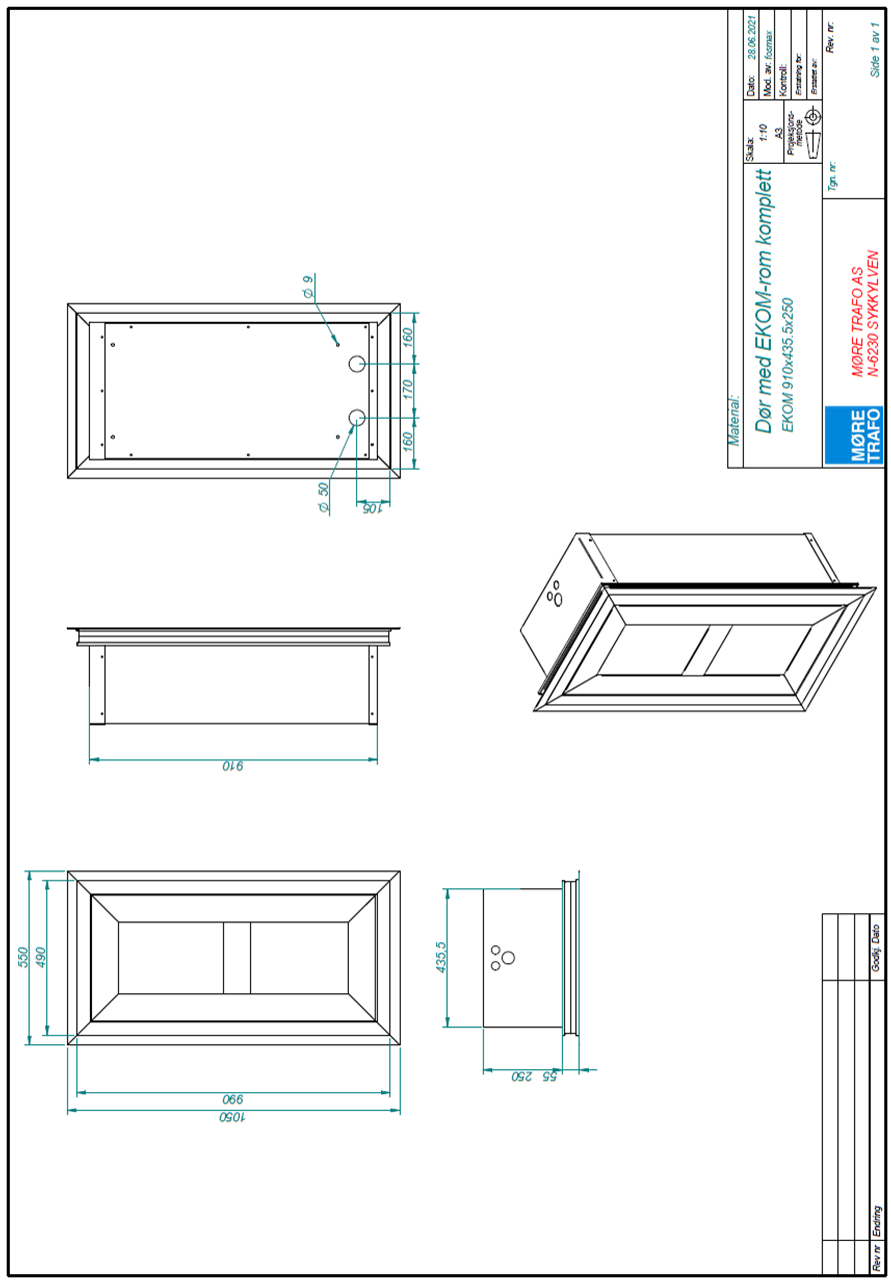 550
490
990
1050
910
Ø 9
160
170
160
Ø 50
105
435,5
250
55
Material:
Dør med EKOM-rom komplett
EKOM 910x435.5x250
Skala:
1:10
A3
Projeksjons-
metode
Dato: 28.06.2021
Mod. av: fosmax
Kontroll:
Erstatning for:
Erstattet av:
MØRE
TRAFO
MØRE TRAFO AS
N-6230 SYKKYLVEN
Tgn. nr:
Rev. nr:
Side 1 av 1
Rev nr Endring Godkj. Dato